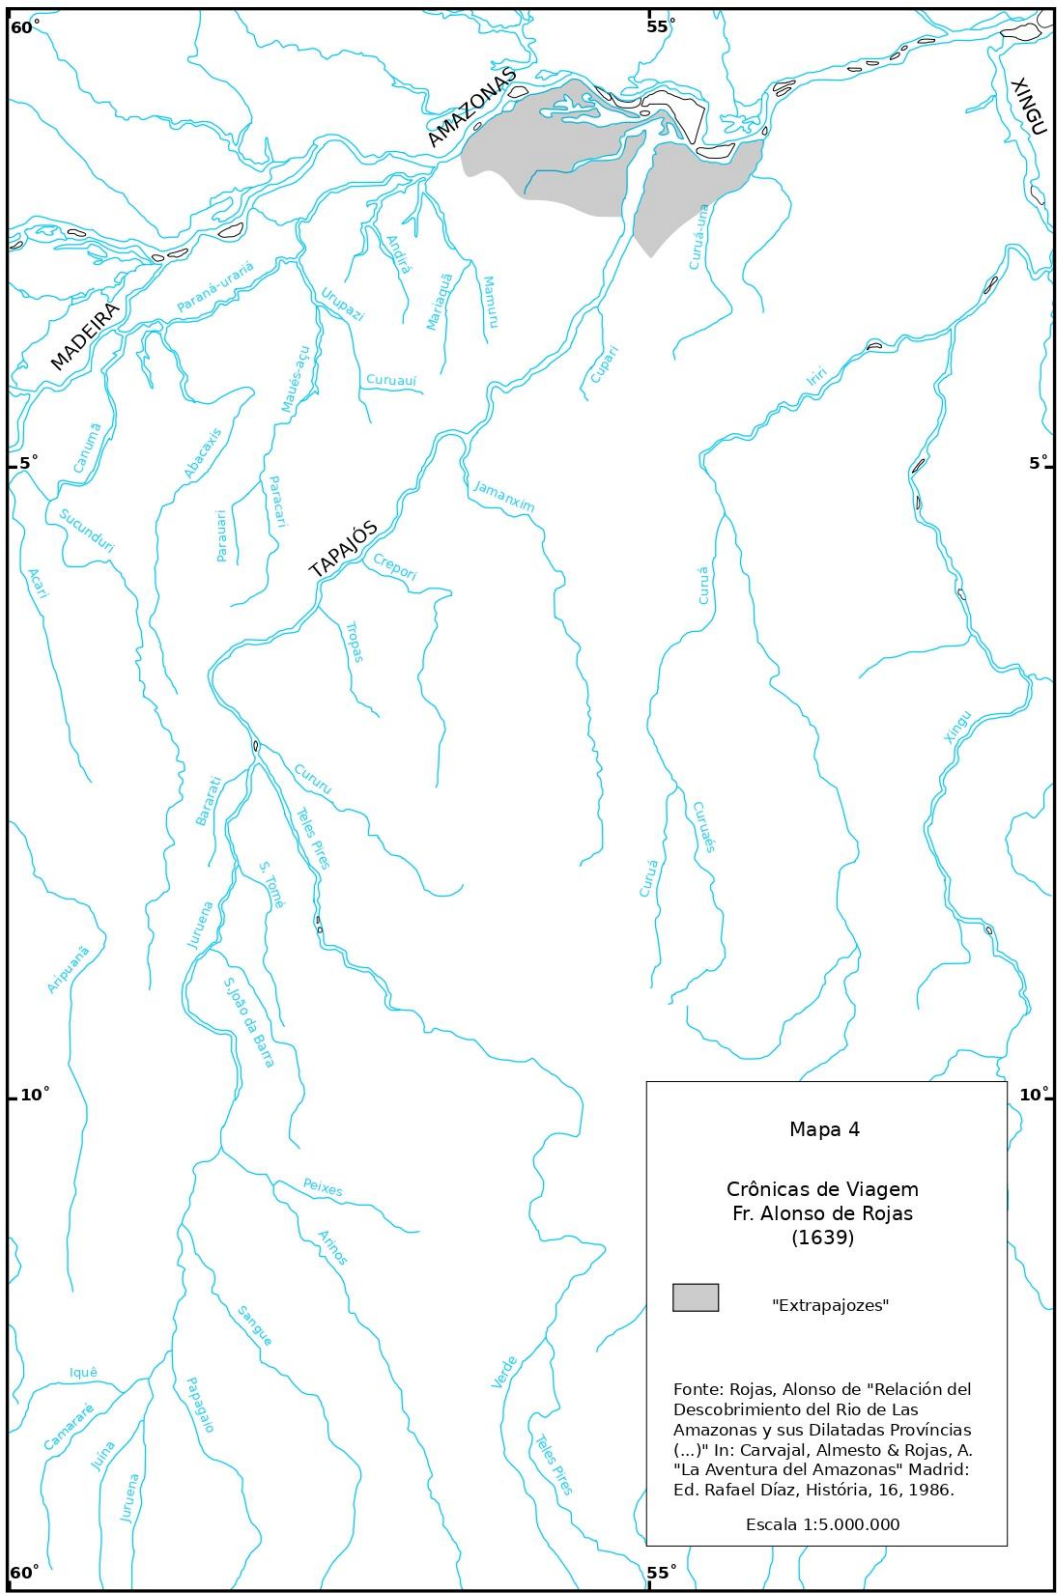 60°
55°
AMAZONAS
XINGU
Curuá-una
Andirá
Mariaquã
Mamuru
Paraná-urariá
Urupazi
MADEIRA
Maués-açu
Curuauí
Cupari
Iriri
Canumã
Abacaxis
5°
5°
Jamanxim
Paracari
Parauari
Sucunduri
TAPAJÓS
Crepori
Acari
Curuá
Tropas
Xingu
Cururu
Bararati
Teles Pires
Curuaés
Curuá
S. Tomé
Juruena
Aripuanã
S.João da Barra
10°
10°
Peixes
Arinos
Sangue
Verde
Iquê
Papagaio
Camararé
Juína
Juruena
Teles Pires
Mapa 4
Crônicas de Viagem
Fr. Alonso de Rojas
(1639)
"Extrapajozes"
Fonte: Rojas, Alonso de "Relación del
Descobrimiento del Rio de Las
Amazonas y sus Dilatadas Províncias
(...)" In: Carvajal, Almesto & Rojas, A.
"La Aventura del Amazonas" Madrid:
Ed. Rafael Díaz, História, 16, 1986.
Escala 1:5.000.000
60°
55°